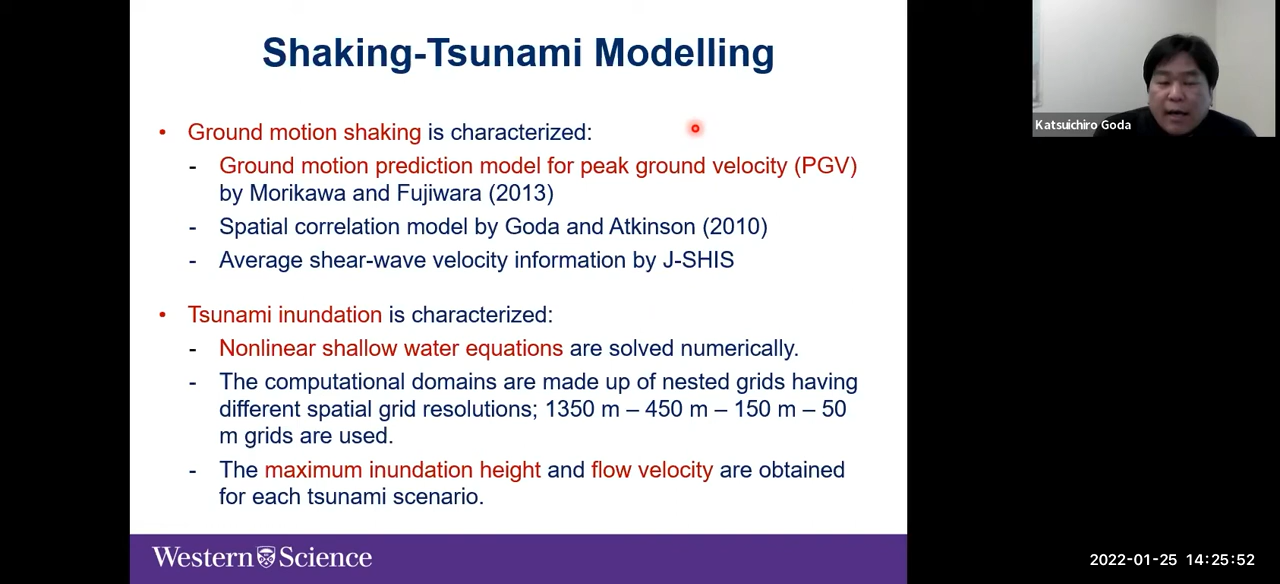 Shaking-Tsunami Modelling
• Ground motion shaking is characterized:
- Ground motion prediction model for peak ground velocity (PGV)
by Morikawa and Fujiwara (2013)
- Spatial correlation model by Goda and Atkinson (2010)
- Average shear-wave velocity information by J-SHIS
• Tsunami inundation is characterized:
- Nonlinear shallow water equations are solved numerically.
- The computational domains are made up of nested grids having
different spatial grid resolutions; 1350 m – 450 m – 150 m – 50
m grids are used.
- The maximum inundation height and flow velocity are obtained
for each tsunami scenario.
Western Science
Katsuichiro Goda
2022-01-25 14:25:52